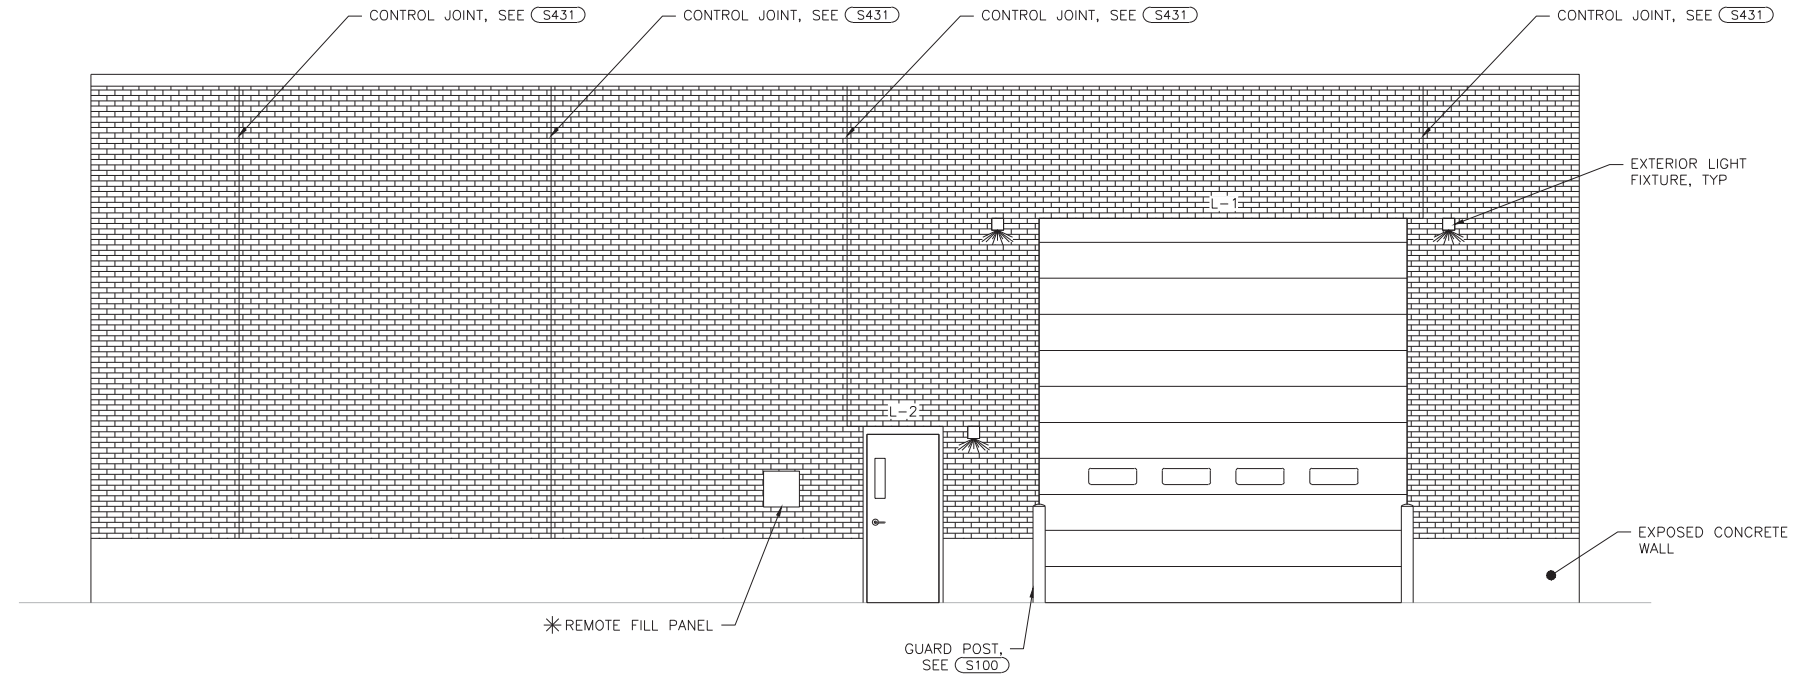 CONTROL JOINT, SEE S431
CONTROL JOINT, SEE S431
CONTROL JOINT, SEE S431
CONTROL JOINT, SEE S431
EXTERIOR LIGHT
FIXTURE, TYP
L-1
L-2
EXPOSED CONCRETE
WALL
REMOTE FILL PANEL
GUARD POST,
SEE S100